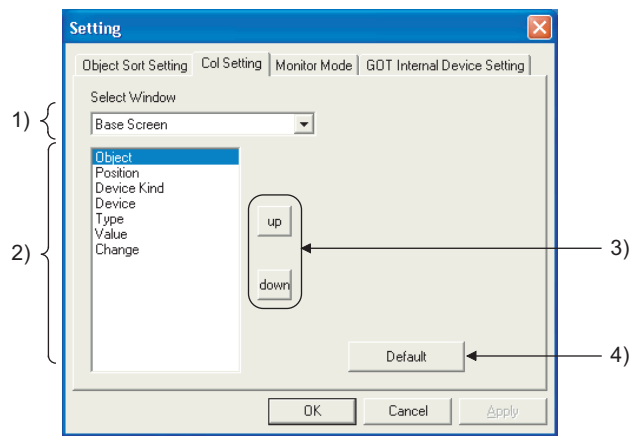 Setting
Object Sort Setting Col Setting Monitor Mode GOT Internal Device Setting
Select Window
1)
Base Screen
Object
Position
Device Kind
Device
Type
Value
Change
2)
up
down
3)
Default
4)
OK Cancel Apply